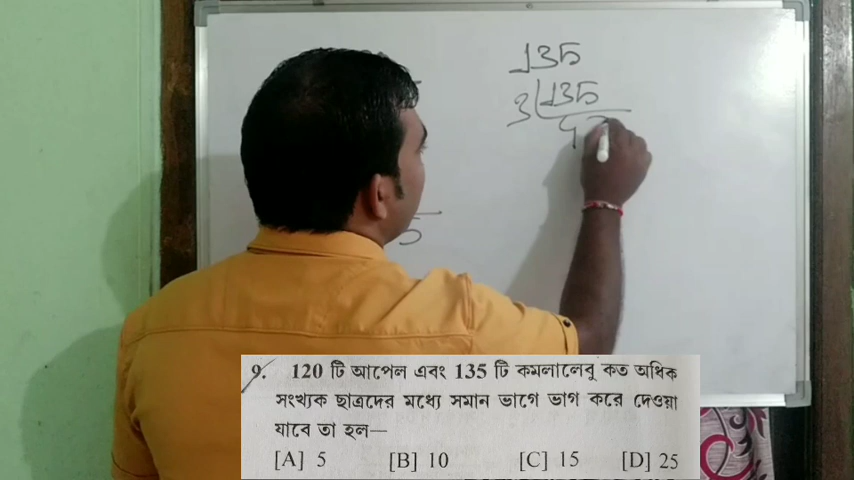 135
3 135
9. 120 টি আপেল এবং 135 টি কমলালেবু কত অধিক
সংখ্যক ছাত্রদের মধ্যে সমান ভাগে ভাগ করে দেওয়া
যাবে তা হল—
[A] 5 [B] 10 [C] 15 [D] 25